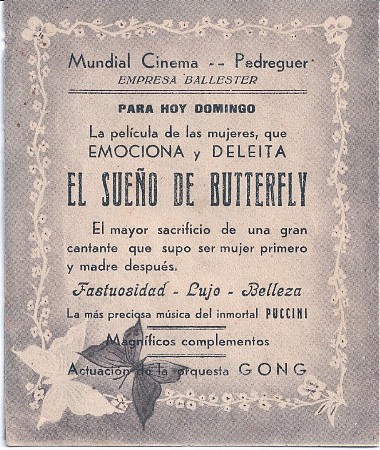 Mundial Cinema -- Pedreguer
EMPRESA BALLESTER
PARA HOY DOMINGO
La película de las mujeres, que
EMOCIONA y DELEITA
EL SUEÑO DE BUTTERFLY
El mayor sacrificio de una gran
cantante que supo ser mujer primero
y madre después.
Fastuosidad - Lujo - Belleza
La más preciosa música del inmortal PUCCINI
Magníficos complementos
Actuación de la orquesta GONG